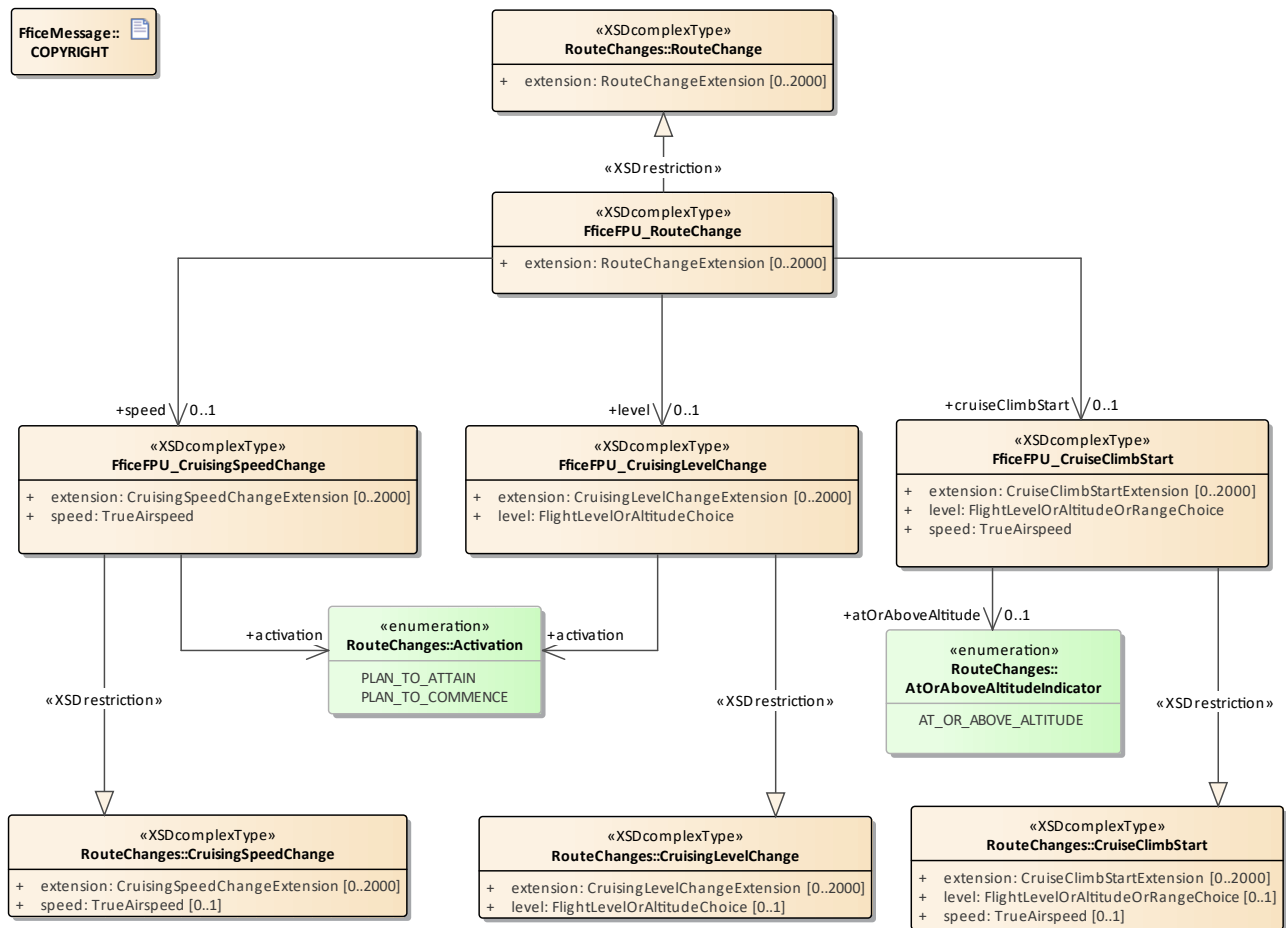 FficeMessage::
COPYRIGHT
«XSDcomplexType»
RouteChanges::RouteChange
+ extension: RouteChangeExtension [0..2000]
«XSDrestriction»
«XSDcomplexType»
FficeFPU_RouteChange
+ extension: RouteChangeExtension [0..2000]
+speed 0..1
+level 0..1
+cruiseClimbStart 0..1
«XSDcomplexType»
FficeFPU_CruisingSpeedChange
+ extension: CruisingSpeedChangeExtension [0..2000]
+ speed: TrueAirspeed
«XSDcomplexType»
FficeFPU_CruisingLevelChange
+ extension: CruisingLevelChangeExtension [0..2000]
+ level: FlightLevelOrAltitudeChoice
«XSDcomplexType»
FficeFPU_CruiseClimbStart
+ extension: CruiseClimbStartExtension [0..2000]
+ level: FlightLevelOrAltitudeOrRangeChoice
+ speed: TrueAirspeed
+activation
«enumeration»
RouteChanges::Activation
PLAN_TO_ATTAIN
PLAN_TO_COMMENCE
+activation
+atOrAboveAltitude 0..1
«enumeration»
RouteChanges::
AtOrAboveAltitudeIndicator
AT_OR_ABOVE_ALTITUDE
«XSDrestriction»
«XSDrestriction»
«XSDrestriction»
«XSDcomplexType»
RouteChanges::CruisingSpeedChange
+ extension: CruisingSpeedChangeExtension [0..2000]
+ speed: TrueAirspeed [0..1]
«XSDcomplexType»
RouteChanges::CruisingLevelChange
+ extension: CruisingLevelChangeExtension [0..2000]
+ level: FlightLevelOrAltitudeChoice [0..1]
«XSDcomplexType»
RouteChanges::CruiseClimbStart
+ extension: CruiseClimbStartExtension [0..2000]
+ level: FlightLevelOrAltitudeOrRangeChoice [0..1]
+ speed: TrueAirspeed [0..1]